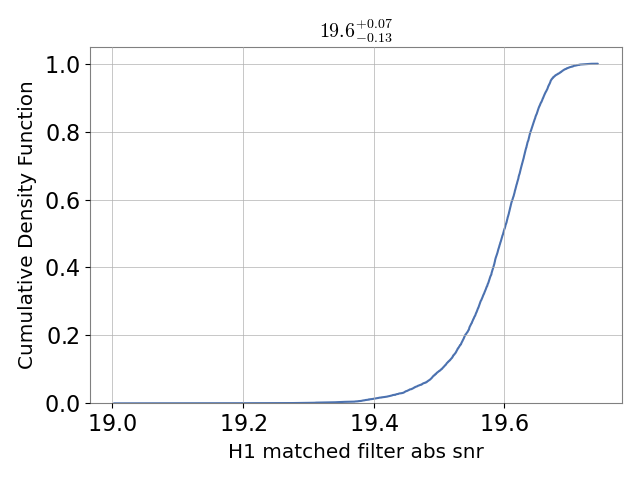 19.6^{+0.07}_{-0.13}
1.0
0.8
0.6
0.4
0.2
0.0
Cumulative Density Function
19.0 19.2 19.4 19.6
H1 matched filter abs snr